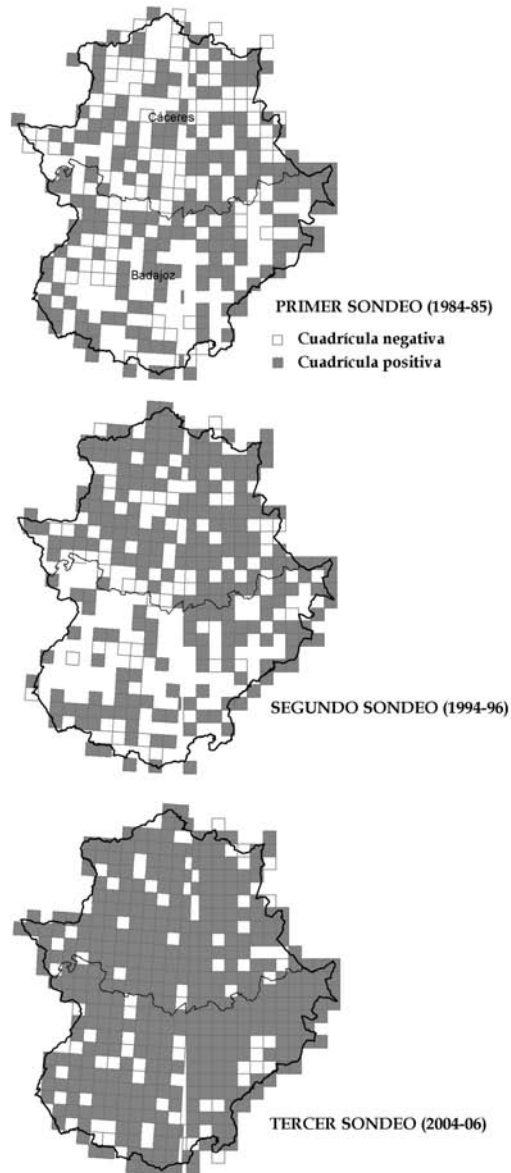 Cáceres
Badajoz
PRIMER SONDEO (1984-85)
Cuadrícula negativa
Cuadrícula positiva
SEGUNDO SONDEO (1994-96)
TERCER SONDEO (2004-06)